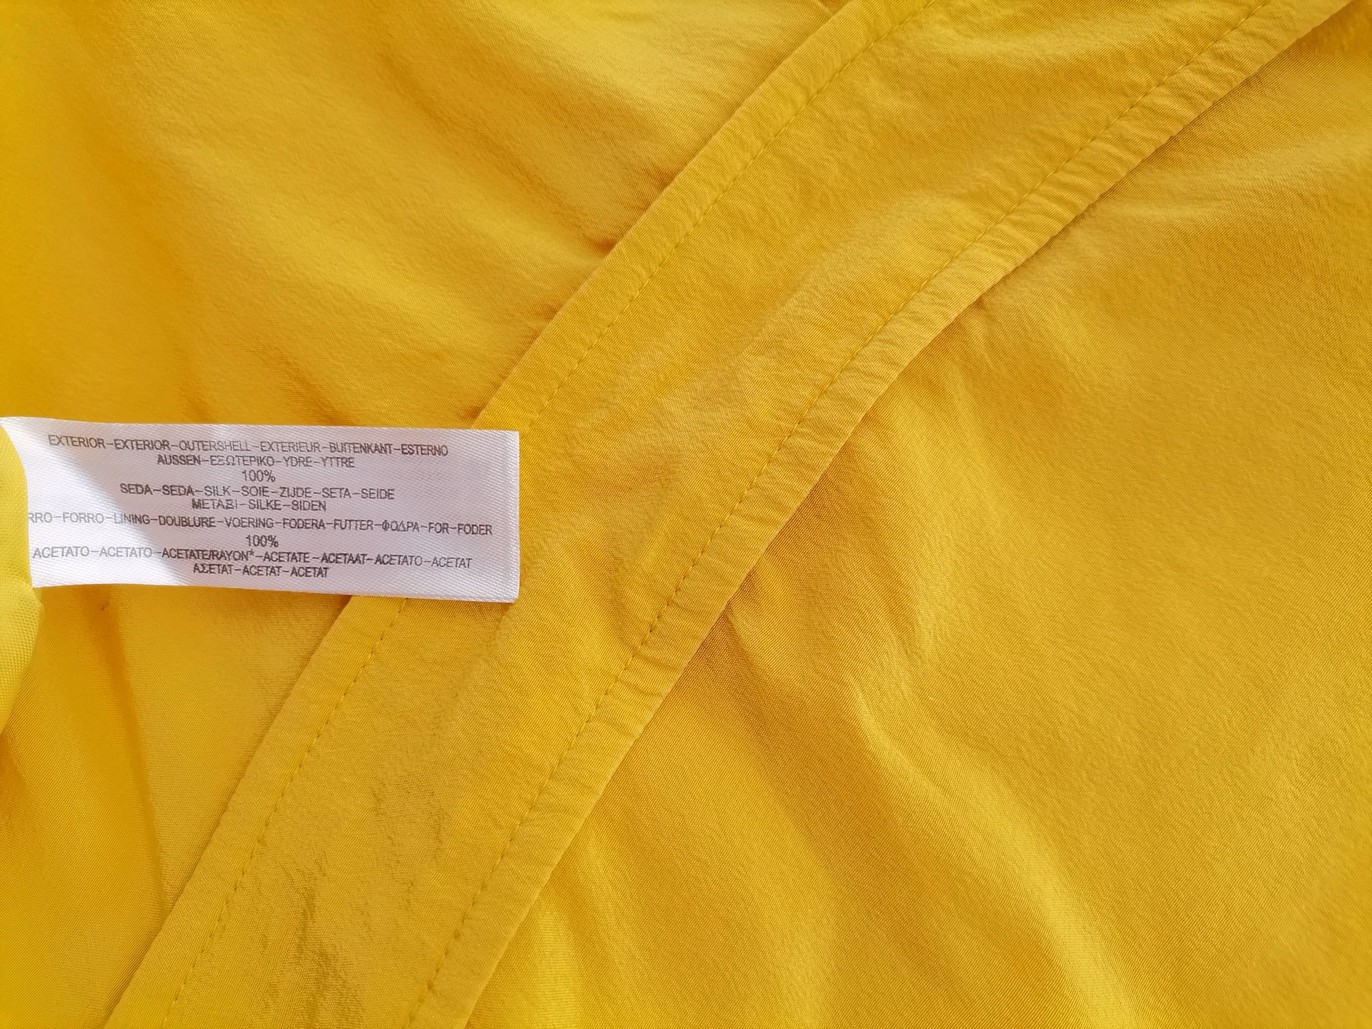 EXTERIOR-EXTERIOR-OUTERSHELL-EXTERIEUR-BUITENKANT-ESTERNO
AUSSEN-ΕΞΩΤΕΡΙΚΟ-YDRE-YTTRE
100%
SEDA-SEDA-SILK-SOIE-ZIJDE-SETA-SEIDE
ΜΕΤΑΞΙ-SILKE-SIDEN
RRO-FORRO-LINING-DOUBLURE-VOERING-FODERA-FUTTER-ΦΟΔΡΑ-FOR-FODER
100%
ACETATO-ACETATO-ACETATE/RAYON*-ACETATE-ACETAAT-ACETATO-ACETAT
ΑΣΕΤΑΤ-ACETAT-ACETAT